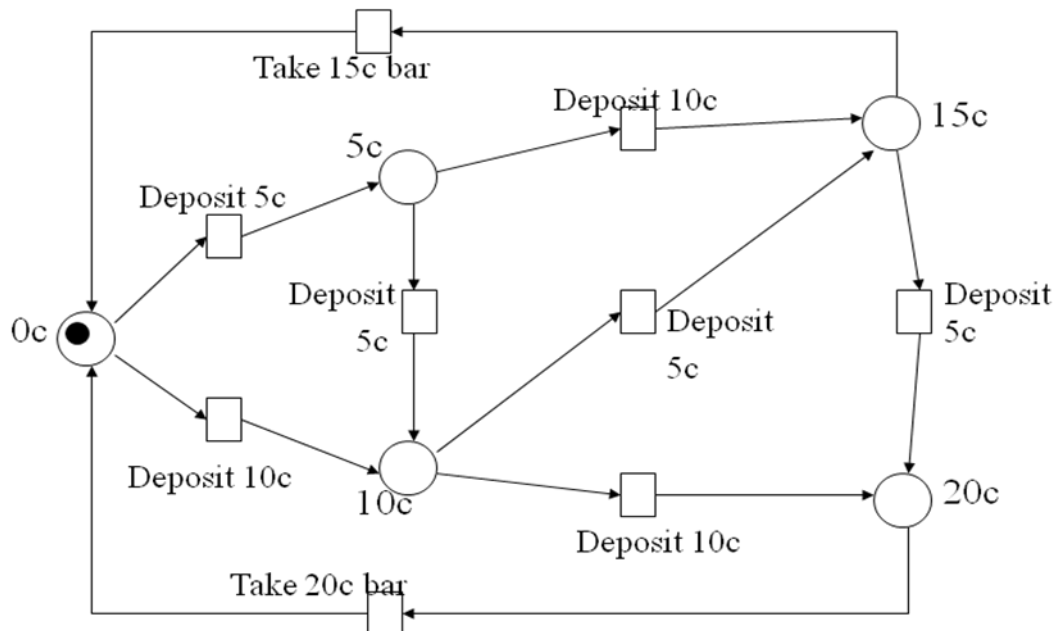 Take 15c bar
Deposit 10c
15c
5c
Deposit 5c
Deposit
5c
Deposit
5c
Deposit
5c
0c
Deposit 10c
10c
20c
Deposit 10c
Take 20c bar